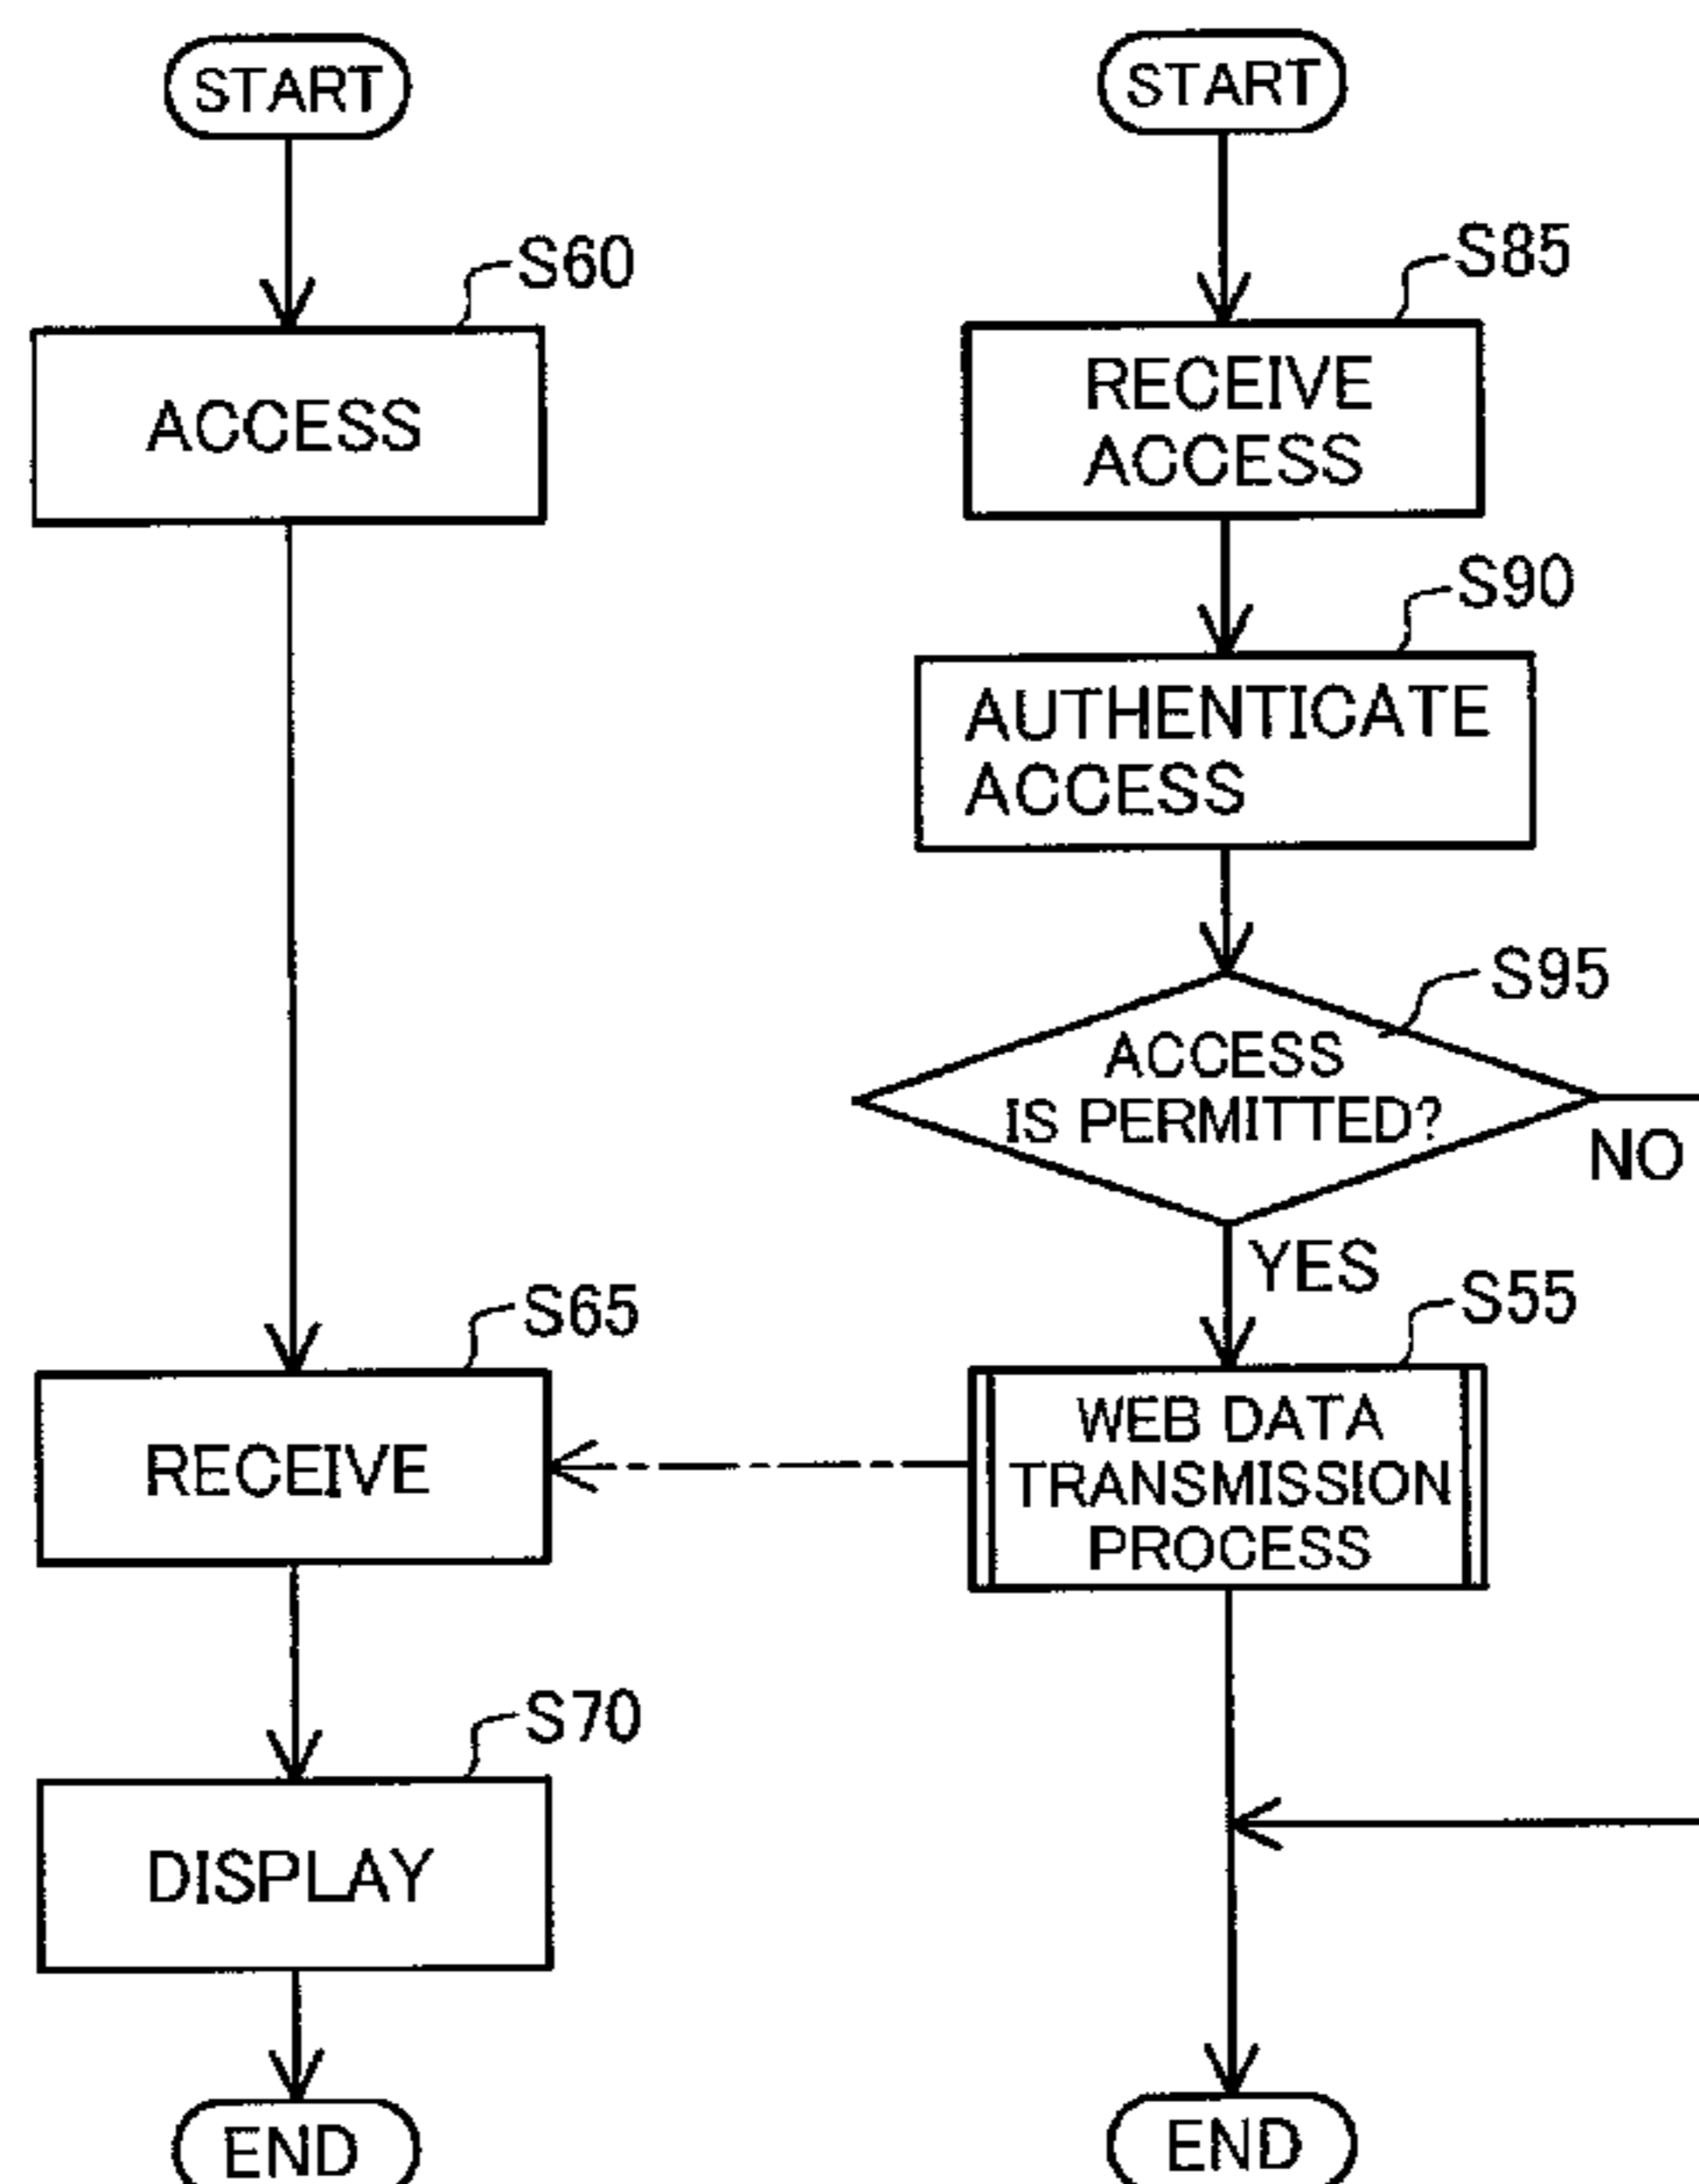 START
S60
ACCESS
S65
RECEIVE
S70
DISPLAY
END
START
S85
RECEIVE
ACCESS
S90
AUTHENTICATE
ACCESS
S95
ACCESS
IS PERMITTED?
NO
YES
S55
WEB DATA
TRANSMISSION
PROCESS
END